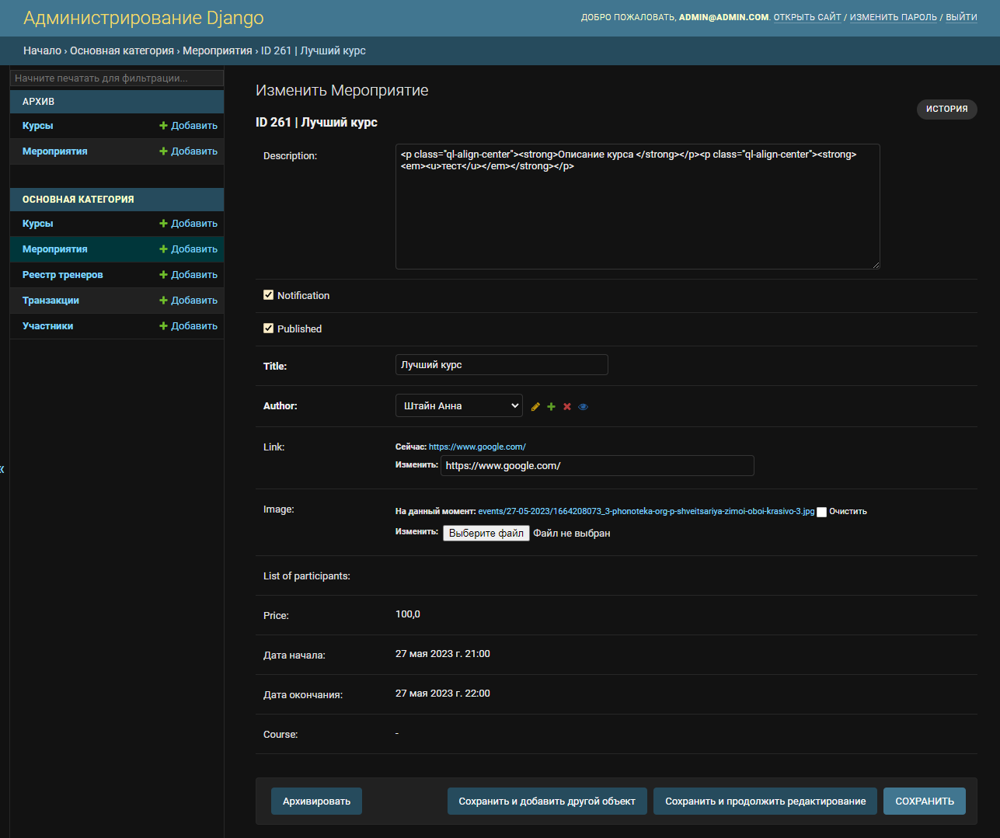 Администрирование Django
ДОБРО ПОЖАЛОВАТЬ, ADMIN@ADMIN.COM. ОТКРЫТЬ САЙТ / ИЗМЕНИТЬ ПАРОЛЬ / ВЫЙТИ
Начало › Основная категория › Мероприятия › ID 261 | Лучший курс
Начните печатать для фильтрации...
АРХИВ
Курсы + Добавить
Мероприятия + Добавить
ОСНОВНАЯ КАТЕГОРИЯ
Курсы + Добавить
Мероприятия + Добавить
Реестр тренеров + Добавить
Транзакции + Добавить
Участники + Добавить
«
Изменить Мероприятие
ИСТОРИЯ
ID 261 | Лучший курс
Description:
<p class="ql-align-center"><strong>Описание курса </strong></p><p class="ql-align-center"><strong>
<em><u>тест</u></em></strong></p>
Notification
Published
Title: Лучший курс
Author: Штайн Анна
Link: Сейчас: https://www.google.com/
Изменить: https://www.google.com/
Image: На данный момент: events/27-05-2023/1664208073_3-phonoteka-org-p-shveitsariya-zimoi-oboi-krasivo-3.jpg Очистить
Изменить: Выберите файл Файл не выбран
List of participants:
Price: 100,0
Дата начала: 27 мая 2023 г. 21:00
Дата окончания: 27 мая 2023 г. 22:00
Course: -
Архивировать Сохранить и добавить другой объект Сохранить и продолжить редактирование СОХРАНИТЬ